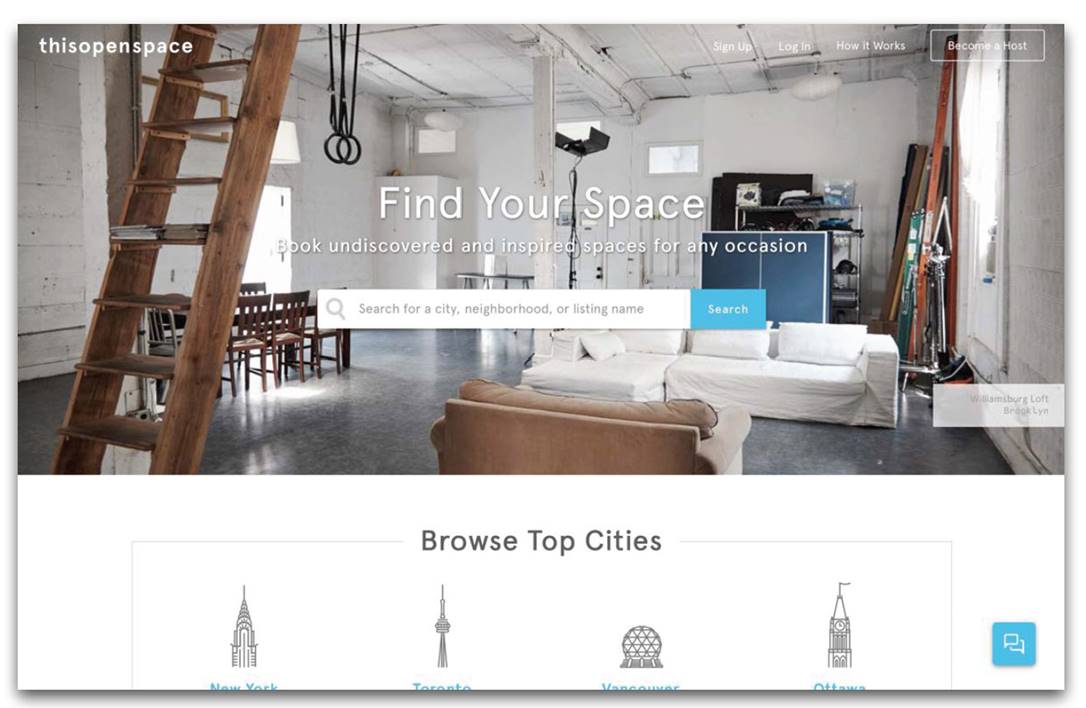 thisopenspace
Sign Up Log In How it Works Become a Host
Find Your Space
Book undiscovered and inspired spaces for any occasion
Search for a city, neighborhood, or listing name Search
Williamsburg Loft
Brooklyn
Browse Top Cities
New York Toronto Vancouver Ottawa